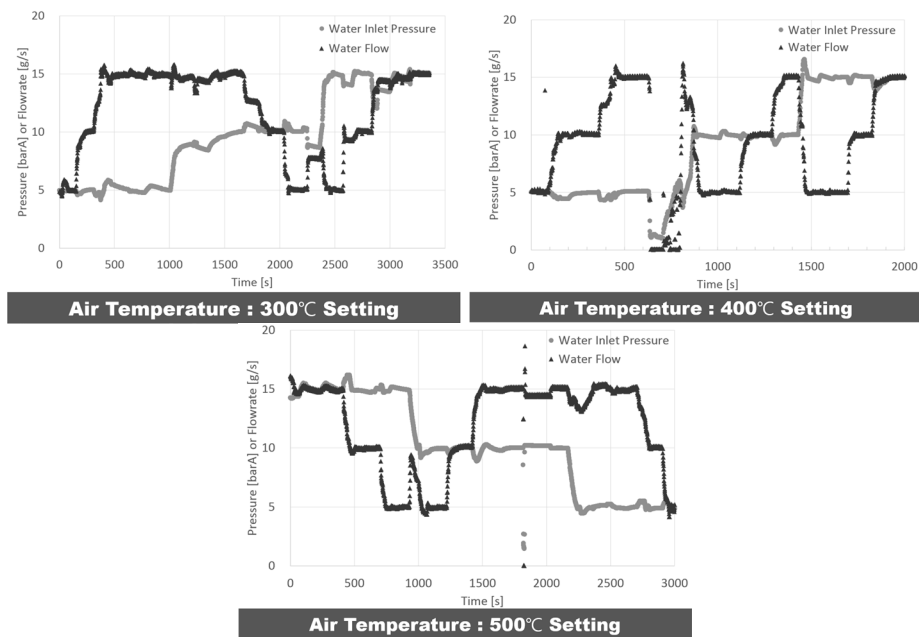 20
15
10
5
0
Pressure [barA] or Flowrate [g/s]
Water Inlet Pressure
Water Flow
0 500 1000 1500 2000 2500 3000 3500
Time [s]
Air Temperature : 300℃ Setting
20
15
10
5
0
Pressure [barA] or Flowrate [g/s]
Water Inlet Pressure
Water Flow
0 500 1000 1500 2000
Time [s]
Air Temperature : 400℃ Setting
20
15
10
5
0
Pressure [barA] or Flowrate [g/s]
Water Inlet Pressure
Water Flow
0 500 1000 1500 2000 2500 3000
Time [s]
Air Temperature : 500℃ Setting